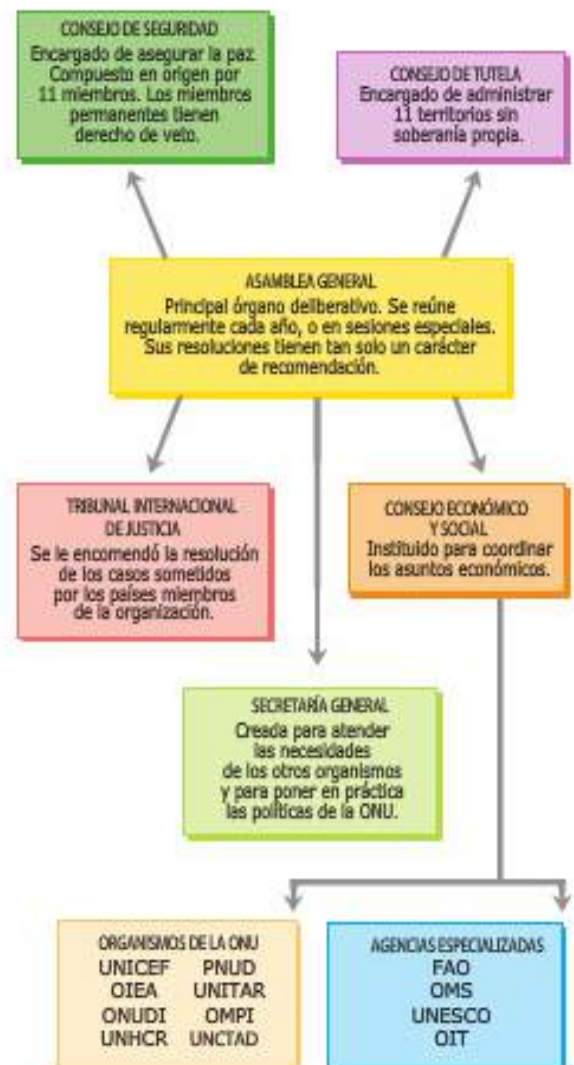 CONSEJO DE SEGURIDAD
Encargado de asegurar la paz
Compuesto en origen por
11 miembros. Los miembros
permanentes tienen
derecho de veto.
CONSEJO DE TUTELA
Encargado de administrar
11 territorios sin
soberanía propia.
ASAMBLEA GENERAL
Principal órgano deliberativo. Se reúne
regularmente cada año, o en sesiones especiales.
Sus resoluciones tienen tan solo un carácter
de recomendación.
TRIBUNAL INTERNACIONAL
DE JUSTICIA
Se le encomendó la resolución
de los casos sometidos
por los países miembros
de la organización.
CONSEJO ECONÓMICO
Y SOCIAL
Instituido para coordinar
los asuntos económicos.
SECRETARÍA GENERAL
Creada para atender
las necesidades
de los otros organismos
y para poner en práctica
las políticas de la ONU.
ORGANISMOS DE LA ONU
UNICEF PNUD
OIEA UNITAR
ONUDI OMPI
UNHCR UNCTAD
AGENCIAS ESPECIALIZADAS
FAO
OMS
UNESCO
OIT